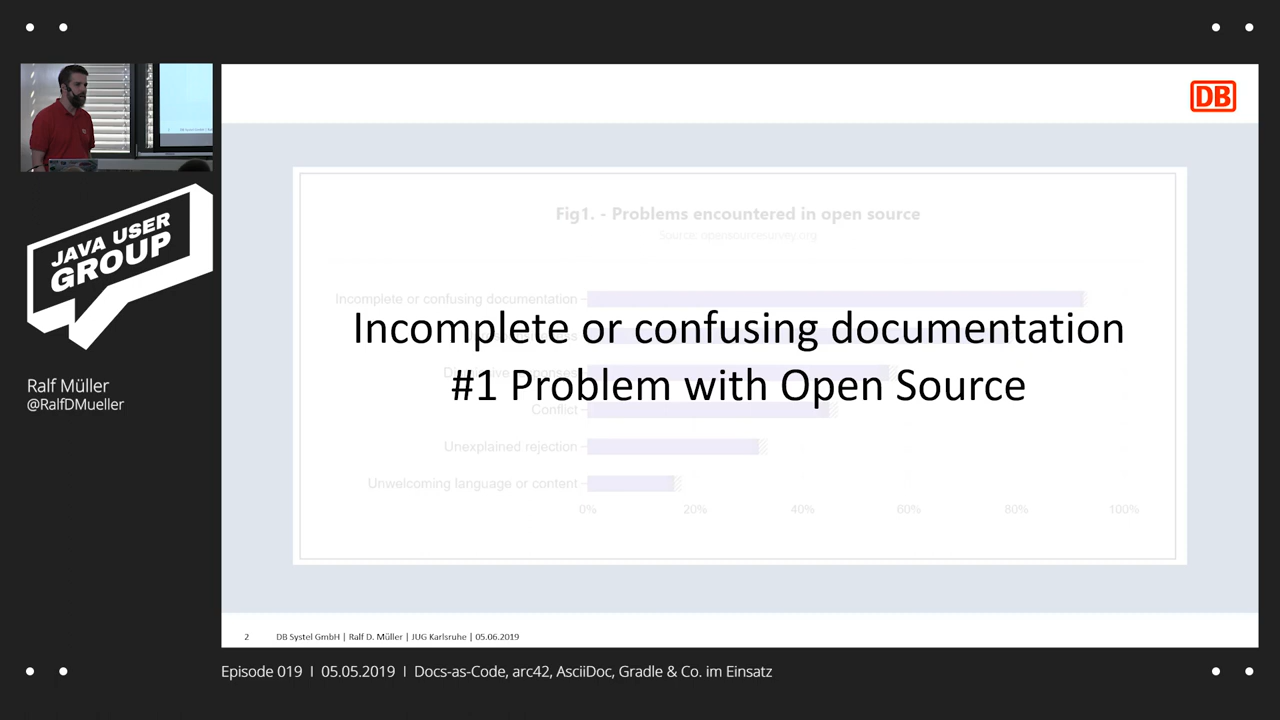 DB
Fig1. - Problems encountered in open source
Source: opensourcesurvey.org
Incomplete or confusing documentation
Incomplete or confusing documentation
#1 Problem with Open Source
Conflict
Unexplained rejection
Unwelcoming language or content
0% 20% 40% 60% 80% 100%
JAVA USER
GROUP
Ralf Müller
@RalfDMueller
2 DB Systel GmbH | Ralf D. Müller | JUG Karlsruhe | 05.06.2019
Episode 019 I 05.05.2019 I Docs-as-Code, arc42, AsciiDoc, Gradle & Co. im Einsatz